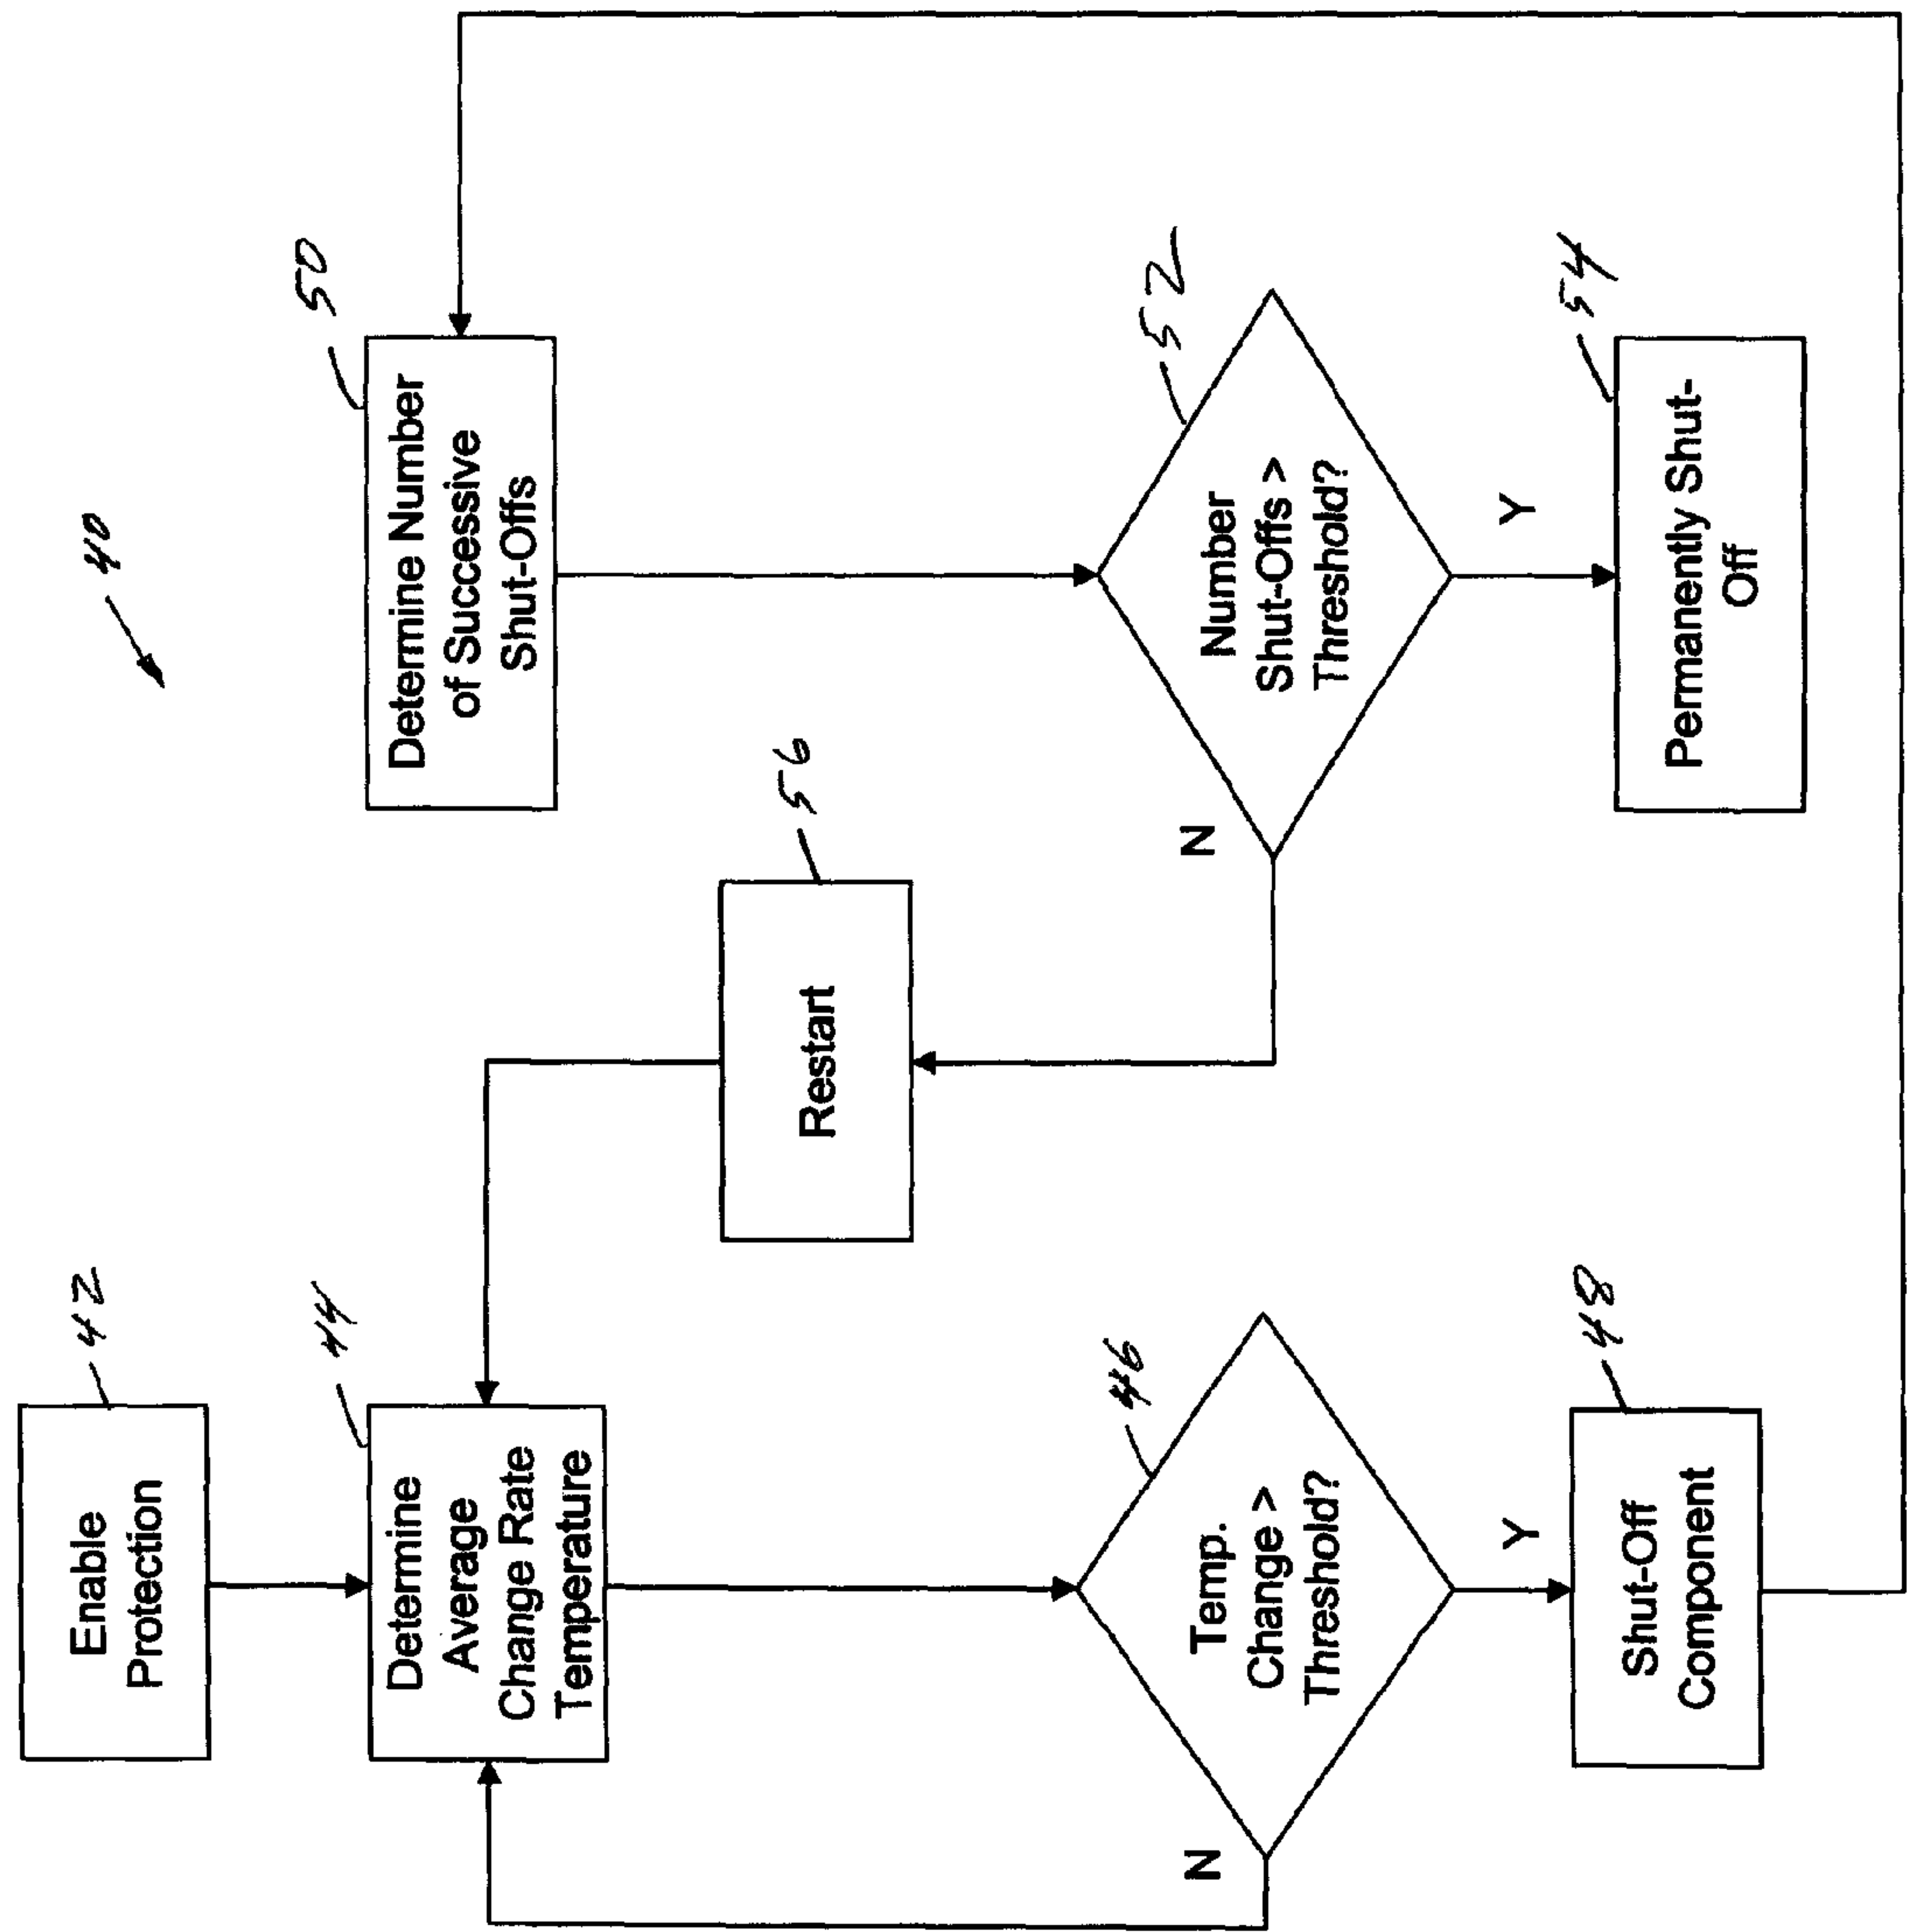 40
42
Enable
Protection
44
Determine
Average
Change Rate
Temperature
46
Temp.
Change >
Threshold?
N
Y
48
Shut-Off
Component
50
Determine Number
of Successive
Shut-Offs
52
Number
Shut-Offs >
Threshold?
N
Y
54
Permanently Shut-
Off
56
Restart